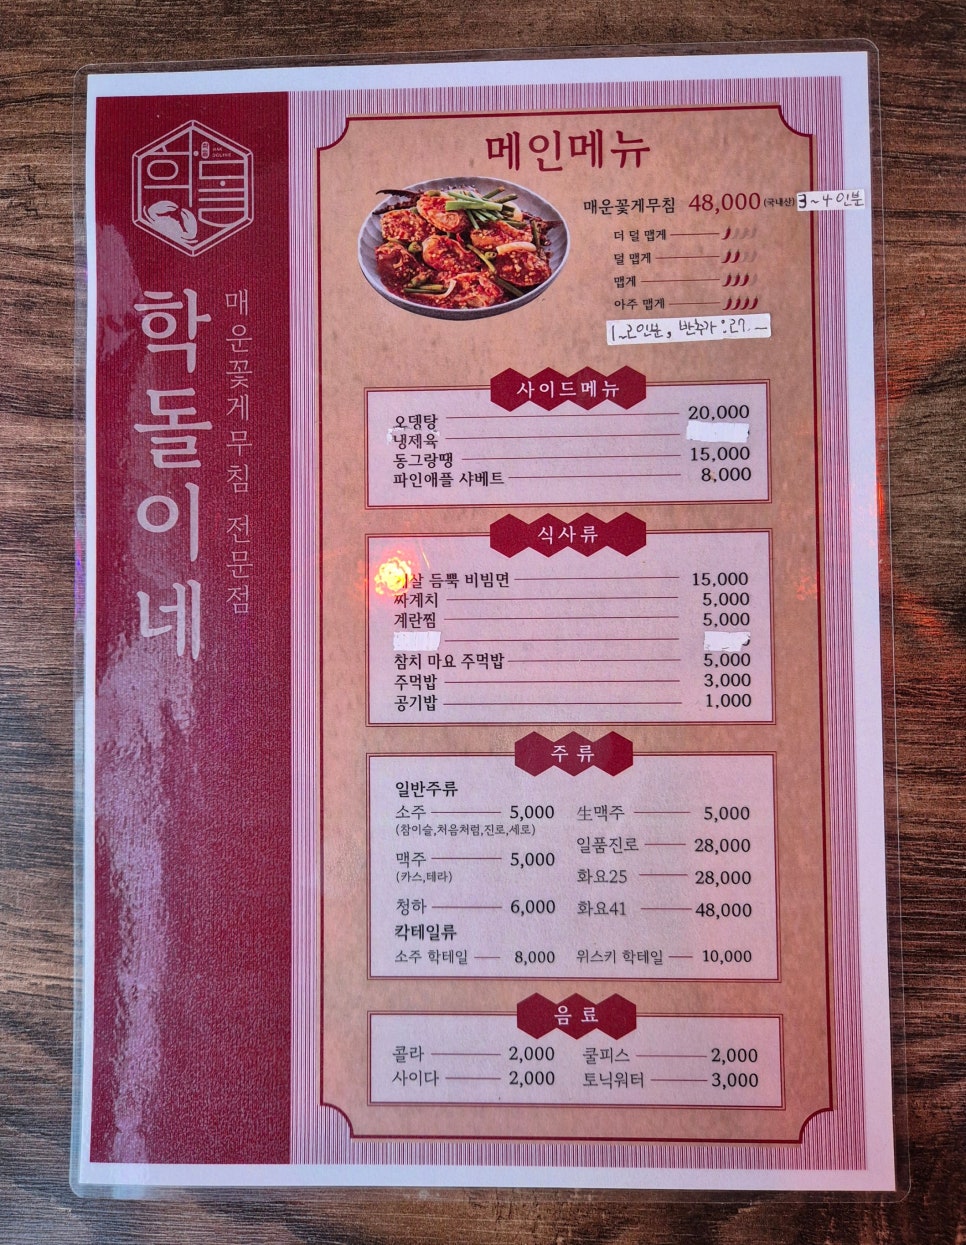 학돌
학돌이네
매운꽃게무침 전문점
메인메뉴
매운꽃게무침 48,000 (국내산) 3~4인분
더 덜 맵게
덜 맵게
맵게
아주 맵게
사이드메뉴
오뎅탕 20,000
냉제육
동그랑땡 15,000
파인애플 샤베트 8,000
식사류
살 듬뿍 비빔면 15,000
짜계치 5,000
계란찜 5,000
참치 마요 주먹밥 5,000
주먹밥 3,000
공기밥 1,000
주류
일반주류
소주 5,000
(참이슬,처음처럼,진로,새로)
맥주 5,000
(카스,테라)
청하 6,000
生맥주 5,000
일품진로 28,000
화요25 28,000
화요41 48,000
칵테일류
소주 학테일 8,000
위스키 학테일 10,000
음료
콜라 2,000
사이다 2,000
쿨피스 2,000
토닉워터 3,000